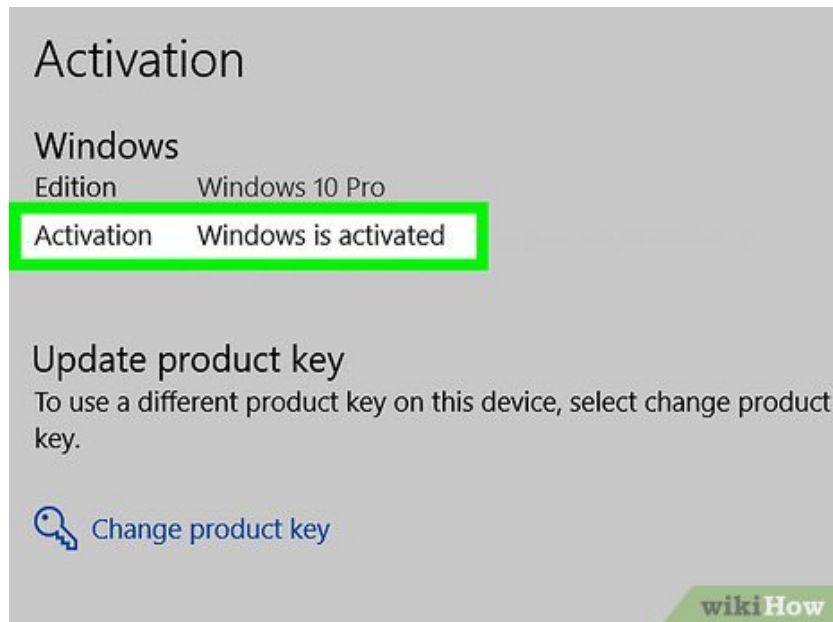 Activation
Windows
Edition Windows 10 Pro
Activation Windows is activated
Update product key
To use a different product key on this device, select change product
key.
Change product key
wikiHow